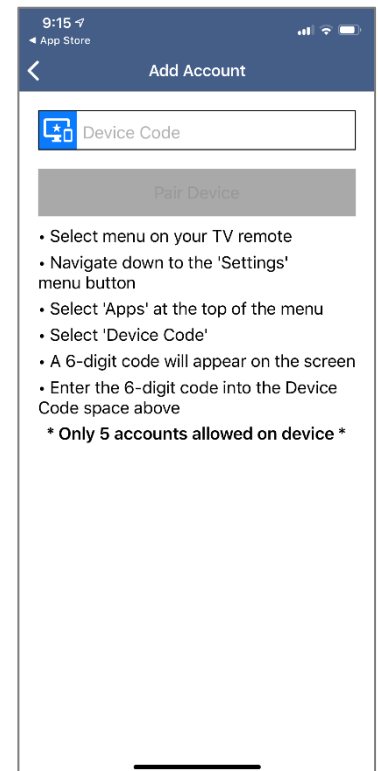 9:15
◀ App Store
Add Account
Device Code
Pair Device
• Select menu on your TV remote
• Navigate down to the 'Settings'
menu button
• Select 'Apps' at the top of the menu
• Select 'Device Code'
• A 6-digit code will appear on the screen
• Enter the 6-digit code into the Device
Code space above
* Only 5 accounts allowed on device *